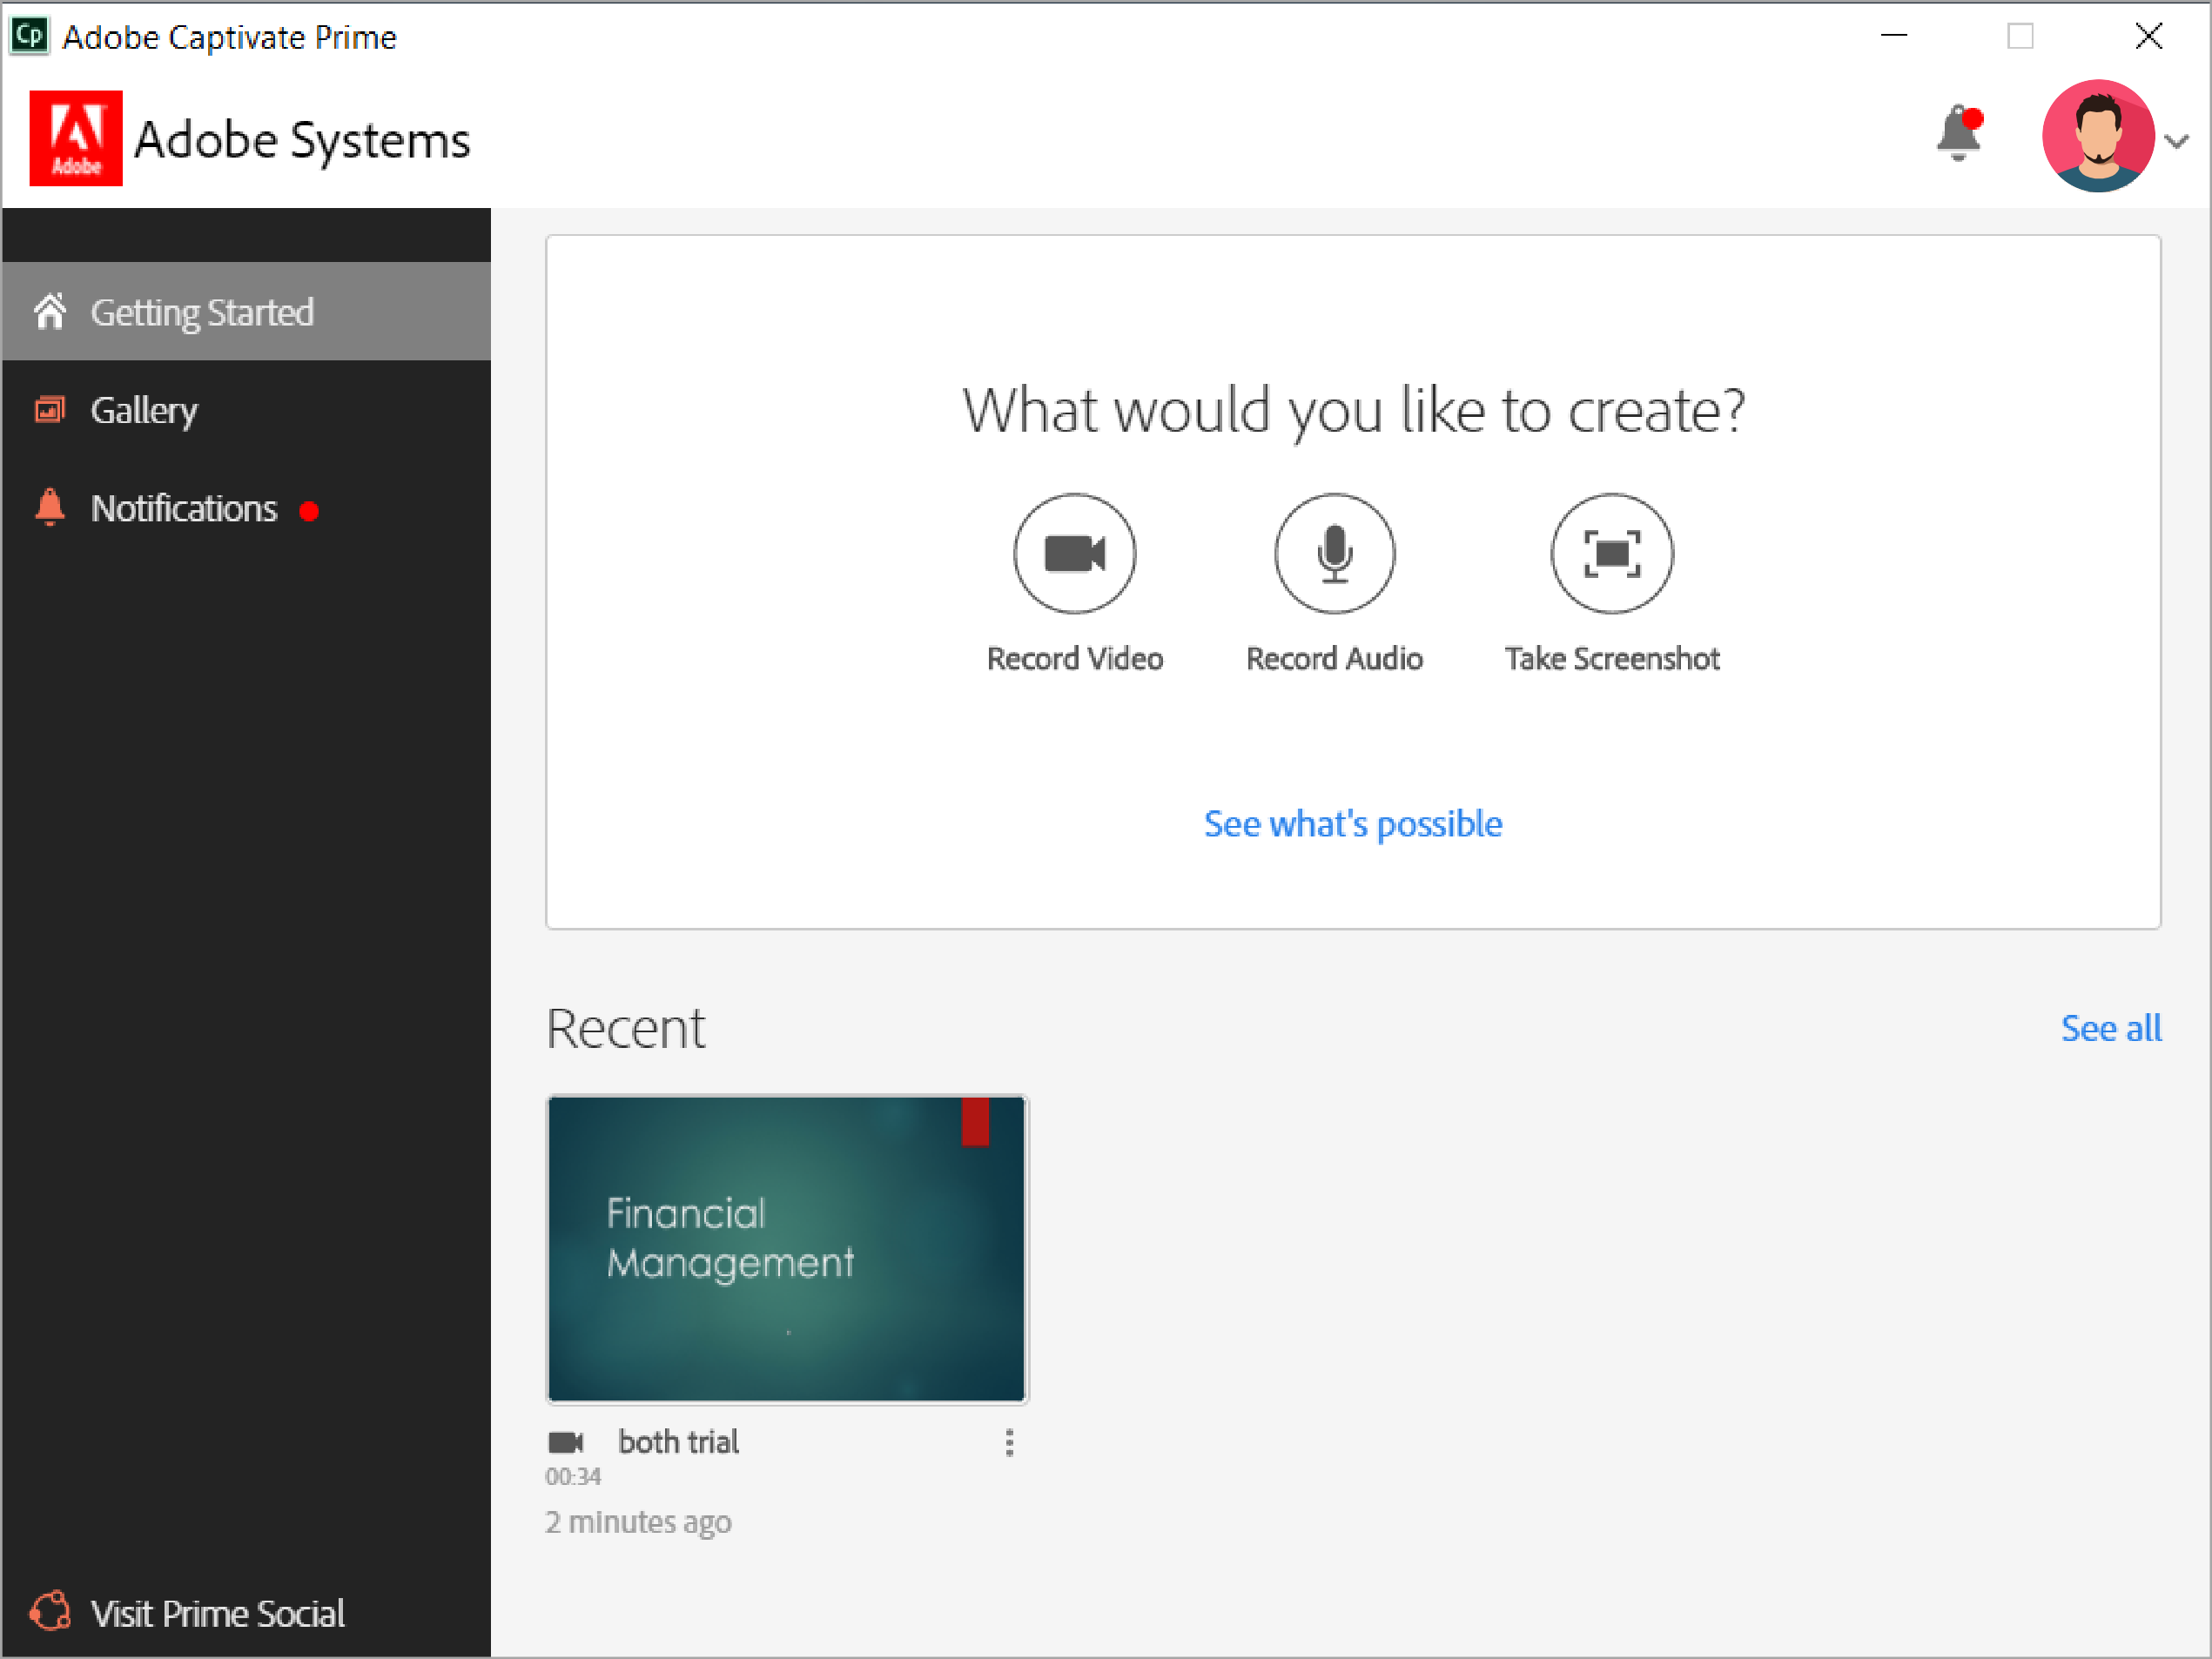 Cp Adobe Captivate Prime
Adobe
Adobe Systems
Getting Started
Gallery
Notifications
What would you like to create?
Record Video
Record Audio
Take Screenshot
See what's possible
Recent
See all
Financial
Management
both trial
00:34
2 minutes ago
Visit Prime Social